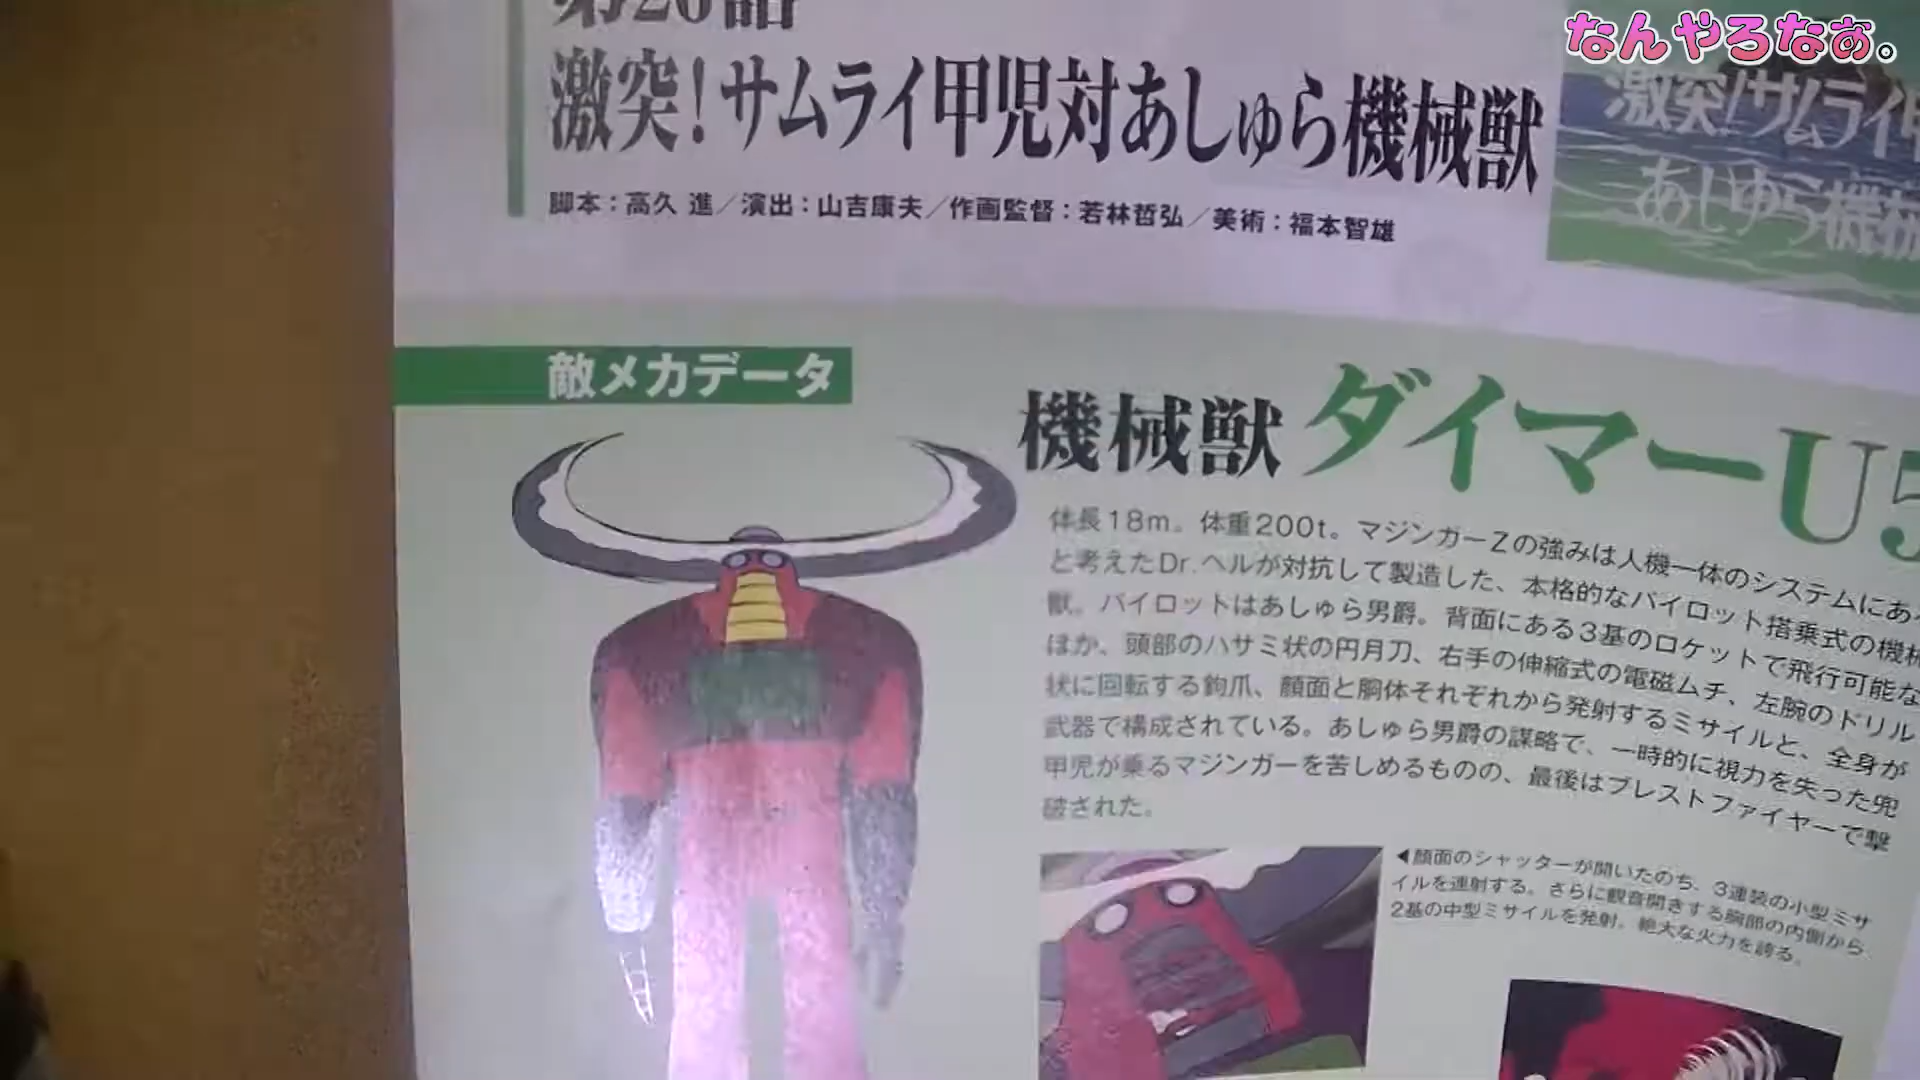 なんやろなぁ。
第26話
激突！サムライ甲児対あしゅら機械獣
脚本：高久 進／演出：山吉康夫／作画監督：若林哲弘／美術：福本智雄
激突！サムライ甲
あしゅら機械
敵メカデータ
機械獣 ダイマーU5
体長18m。体重200t。マジンガーZの強みは人機一体のシステムにあ
と考えたDr.ヘルが対抗して製造した、本格的なパイロット搭乗式の機械
獣。パイロットはあしゅら男爵。背面にある3基のロケットで飛行可能な
ほか、頭部のハサミ状の円月刀、右手の伸縮式の電磁ムチ、左腕のドリル
状に回転する鉤爪、顔面と胴体それぞれから発射するミサイルと、全身が
武器で構成されている。あしゅら男爵の謀略で、一時的に視力を失った兜
甲児が乗るマジンガーを苦しめるものの、最後はブレストファイヤーで撃
破された。
◀顔面のシャッターが開いたのち、3連装の小型ミサ
イルを連射する。さらに観音開きする胸部の内側から
2基の中型ミサイルを発射。絶大な火力を誇る。